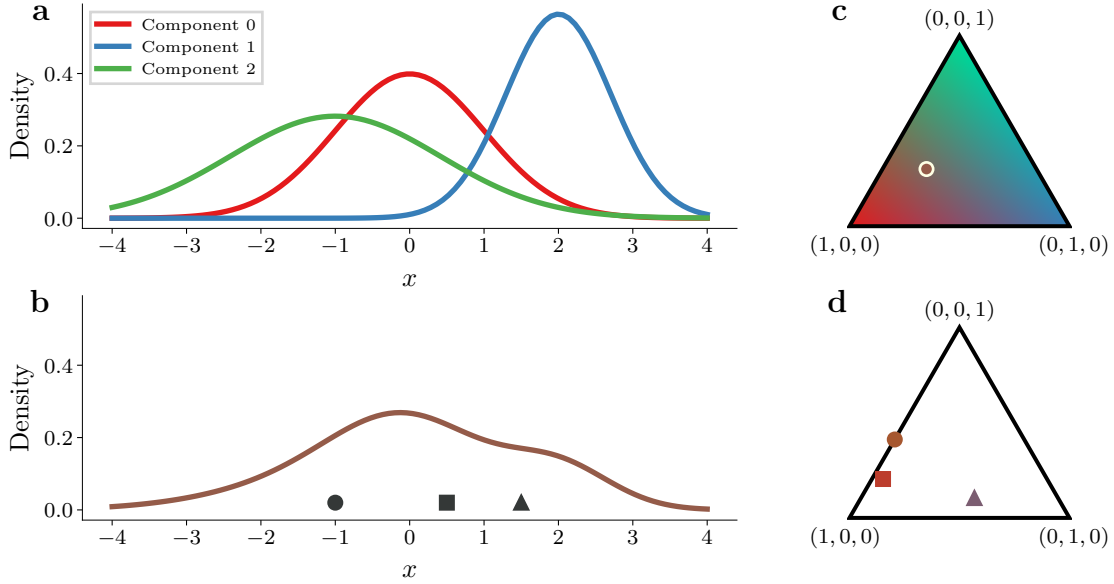 a
Component 0
Component 1
Component 2
Density
0.4
0.2
0.0
−4 −3 −2 −1 0 1 2 3 4
x
c
(0, 0, 1)
(1, 0, 0) (0, 1, 0)
b
Density
0.4
0.2
0.0
−4 −3 −2 −1 0 1 2 3 4
x
d
(0, 0, 1)
(1, 0, 0) (0, 1, 0)